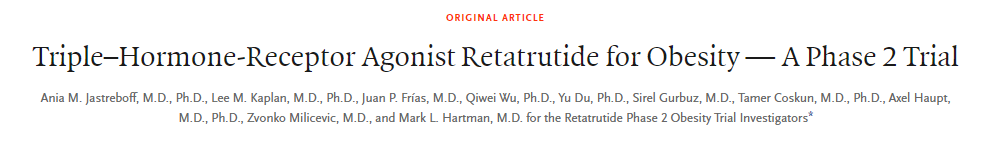 ORIGINAL ARTICLE
Triple–Hormone-Receptor Agonist Retatrutide for Obesity — A Phase 2 Trial
Ania M. Jastreboff, M.D., Ph.D., Lee M. Kaplan, M.D., Ph.D., Juan P. Frías, M.D., Qiwei Wu, Ph.D., Yu Du, Ph.D., Sirel Gurbuz, M.D., Tamer Coskun, M.D., Ph.D., Axel Haupt,
M.D., Ph.D., Zvonko Milicevic, M.D., and Mark L. Hartman, M.D. for the Retatrutide Phase 2 Obesity Trial Investigators*